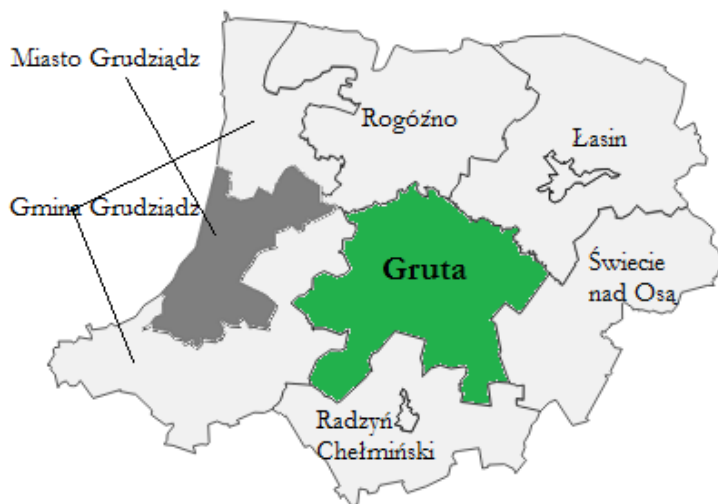 Miasto Grudziądz
Rogóźno
Łasin
Gmina Grudziądz
Gruta
Świecie
nad Osą
Radzyń
Chełmiński